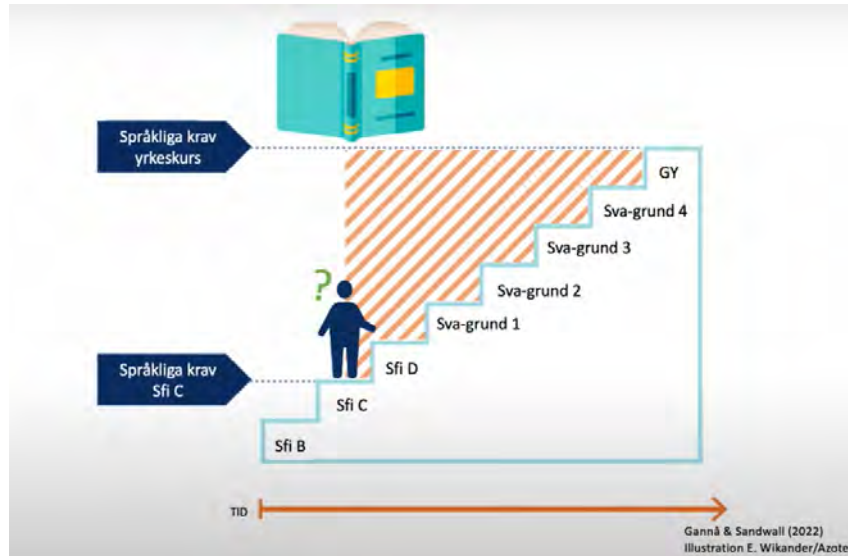 Språkliga krav
yrkeskurs
GY
Sva-grund 4
Sva-grund 3
Sva-grund 2
?
Sva-grund 1
Språkliga krav
Sfi C
Sfi D
Sfi C
Sfi B
TID
Gannå & Sandwall (2022)
Illustration E. Wikander/Azote